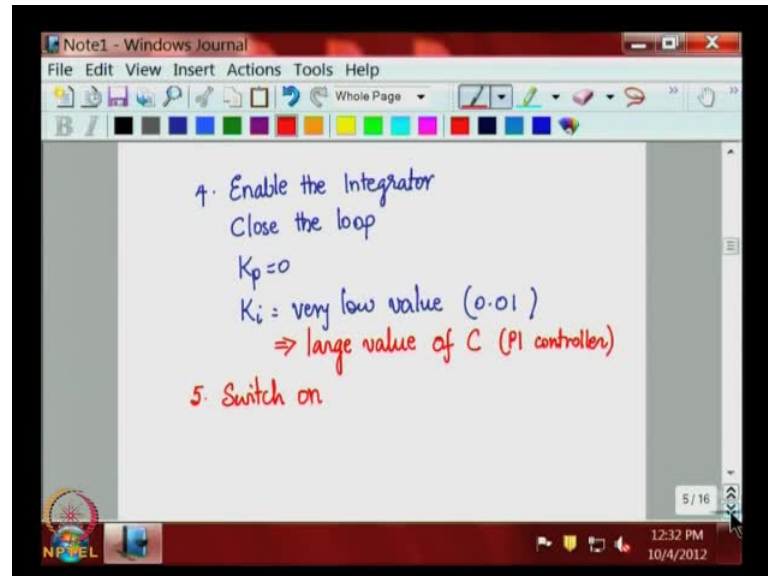 Note1 - Windows Journal
File Edit View Insert Actions Tools Help
Whole Page
B I
4. Enable the Integrator
Close the loop
Kp=0
Ki = very low value (0.01)
⇒ large value of C (PI controller)
5. Switch on
5 / 16
NPTEL
12:32 PM
10/4/2012